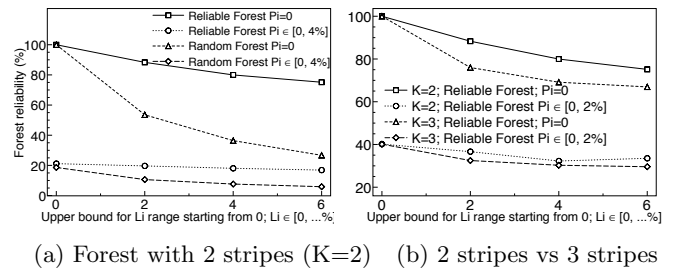 Reliable Forest Pi=0
Reliable Forest Pi ∈ [0, 4%]
Random Forest Pi=0
Random Forest Pi ∈ [0, 4%]
Forest reliability (%)
100
80
60
40
20
0
0 2 4 6
Upper bound for Li range starting from 0; Li ∈ [0, ...%]
(a) Forest with 2 stripes (K=2)
K=2; Reliable Forest; Pi=0
K=2; Reliable Forest Pi ∈ [0, 2%]
K=3; Reliable Forest; Pi=0
K=3; Reliable Forest Pi ∈ [0, 2%]
100
80
60
40
20
0 2 4 6
Upper bound for Li range starting from 0; Li ∈ [0, ...%]
(b) 2 stripes vs 3 stripes